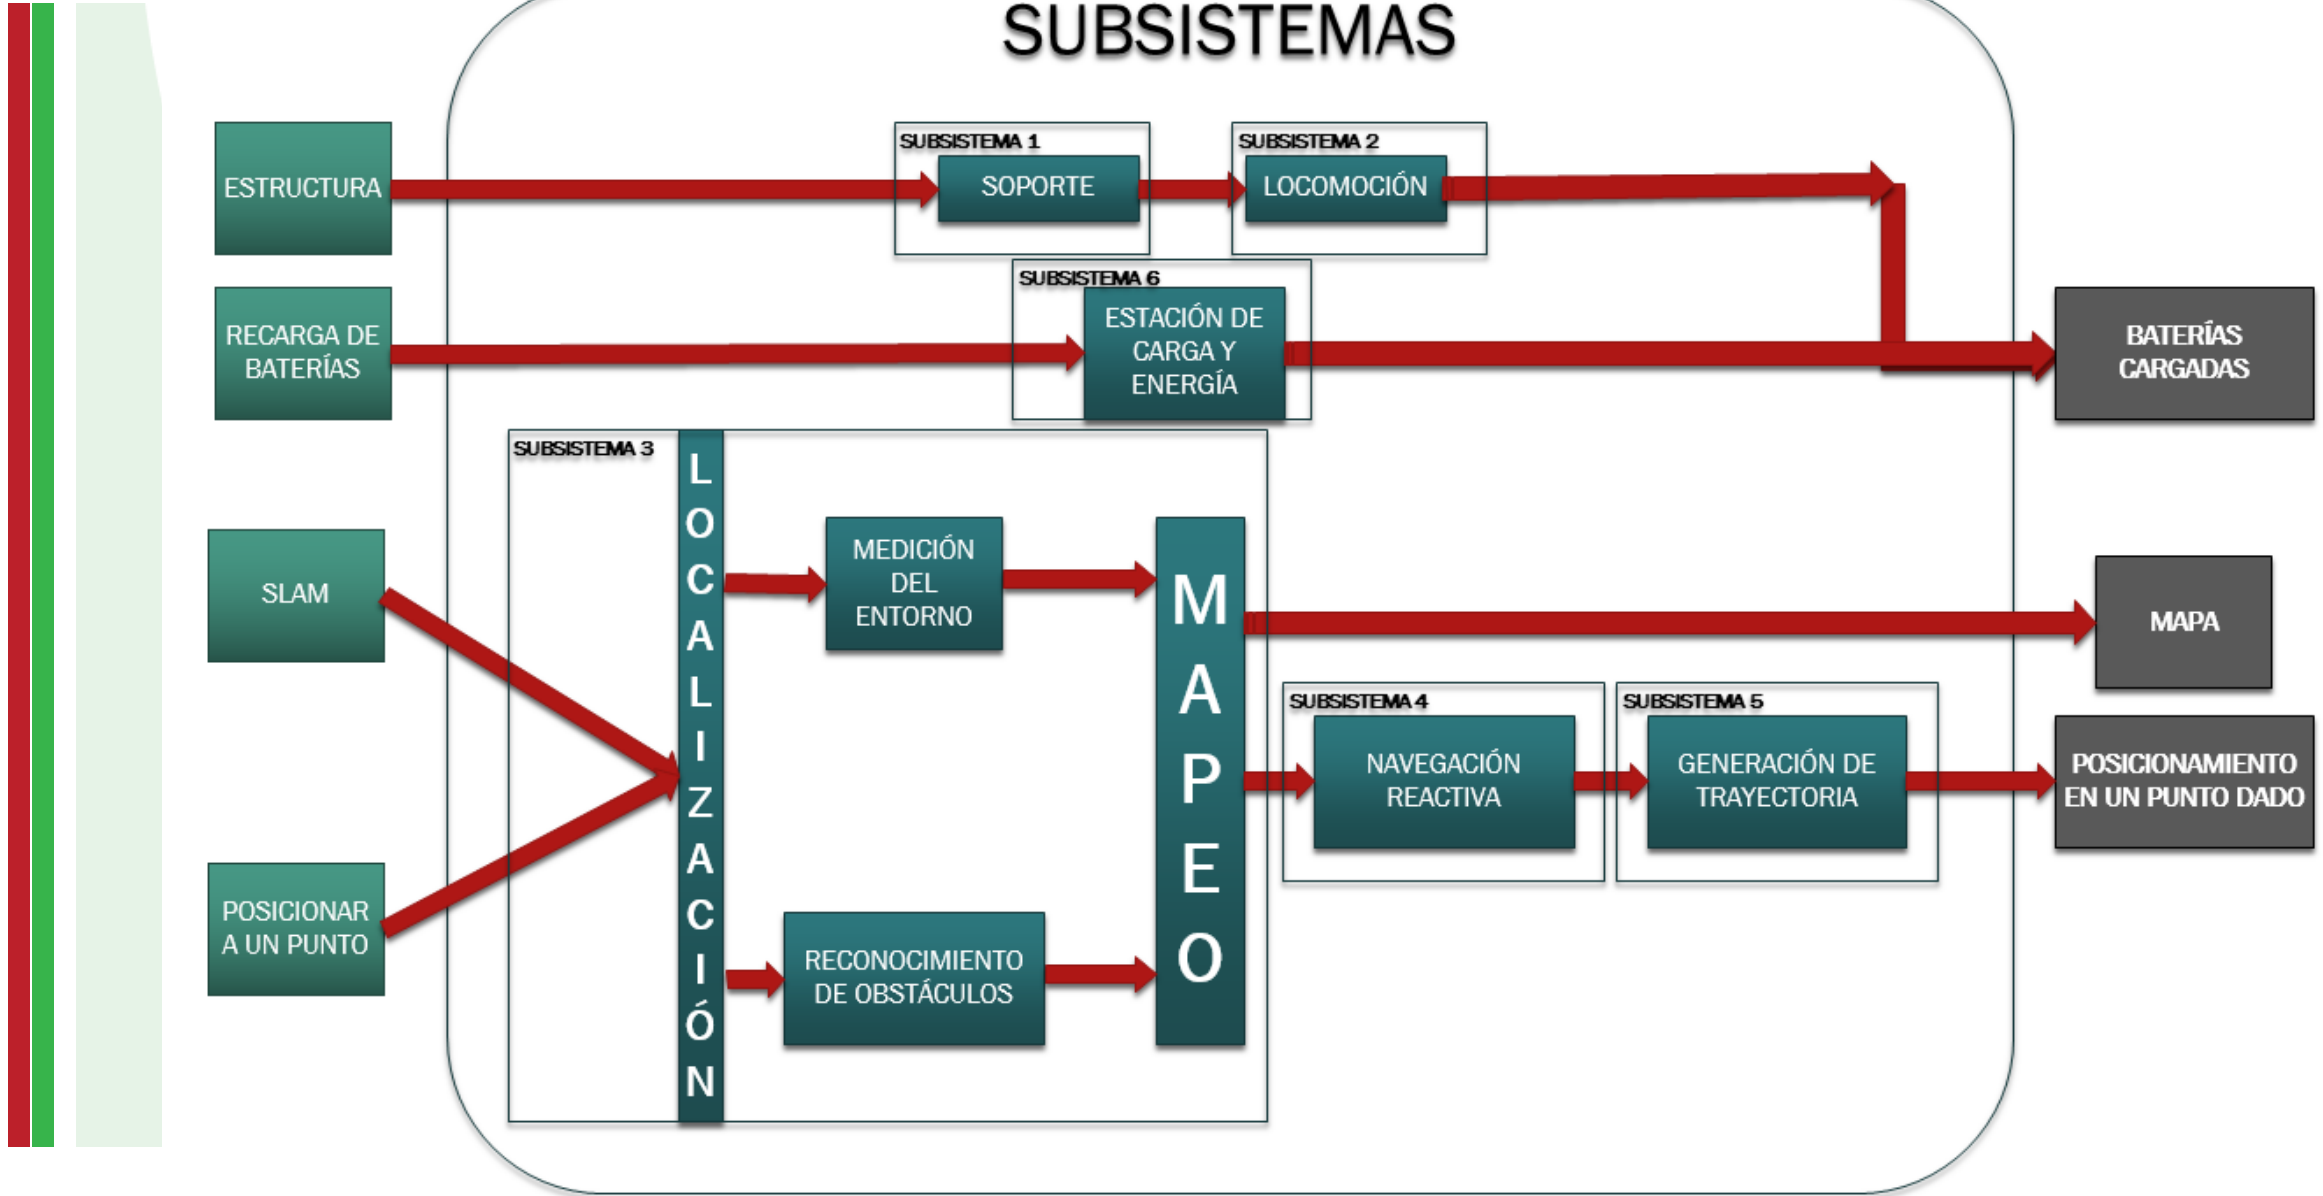 SUBSISTEMAS
ESTRUCTURA
SUBSISTEMA 1
SOPORTE
SUBSISTEMA 2
LOCOMOCIÓN
RECARGA DE
BATERÍAS
SUBSISTEMA 6
ESTACIÓN DE
CARGA Y
ENERGÍA
BATERÍAS
CARGADAS
SUBSISTEMA 3
LOCALIZACIÓN
SLAM
POSICIONAR
A UN PUNTO
MEDICIÓN
DEL
ENTORNO
RECONOCIMIENTO
DE OBSTÁCULOS
MAPEO
MAPA
SUBSISTEMA 4
NAVEGACIÓN
REACTIVA
SUBSISTEMA 5
GENERACIÓN DE
TRAYECTORIA
POSICIONAMIENTO
EN UN PUNTO DADO